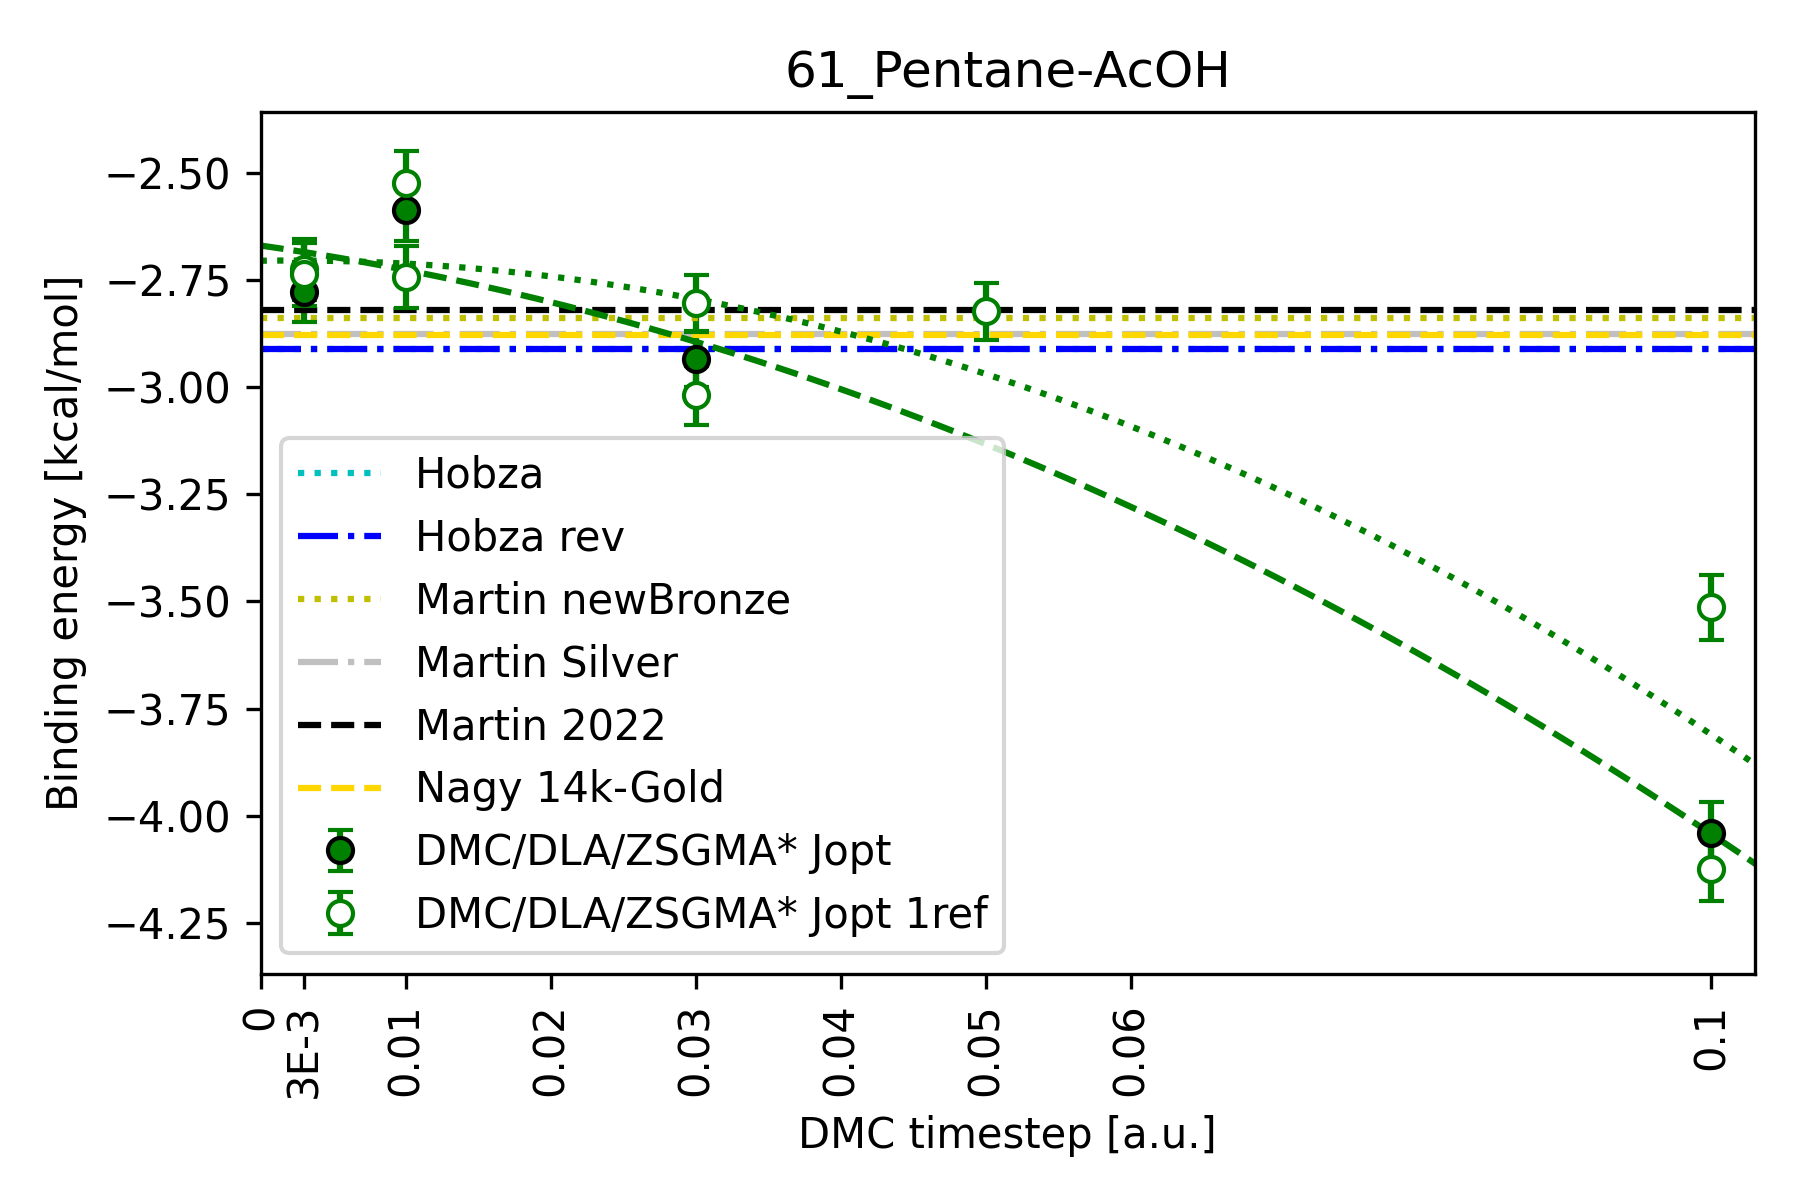 61_Pentane-AcOH
Binding energy [kcal/mol]
−2.50
−2.75
−3.00
−3.25
−3.50
−3.75
−4.00
−4.25
Hobza
Hobza rev
Martin newBronze
Martin Silver
Martin 2022
Nagy 14k-Gold
DMC/DLA/ZSGMA* Jopt
DMC/DLA/ZSGMA* Jopt 1ref
0
3E-3
0.01
0.02
0.03
0.04
0.05
0.06
0.1
DMC timestep [a.u.]